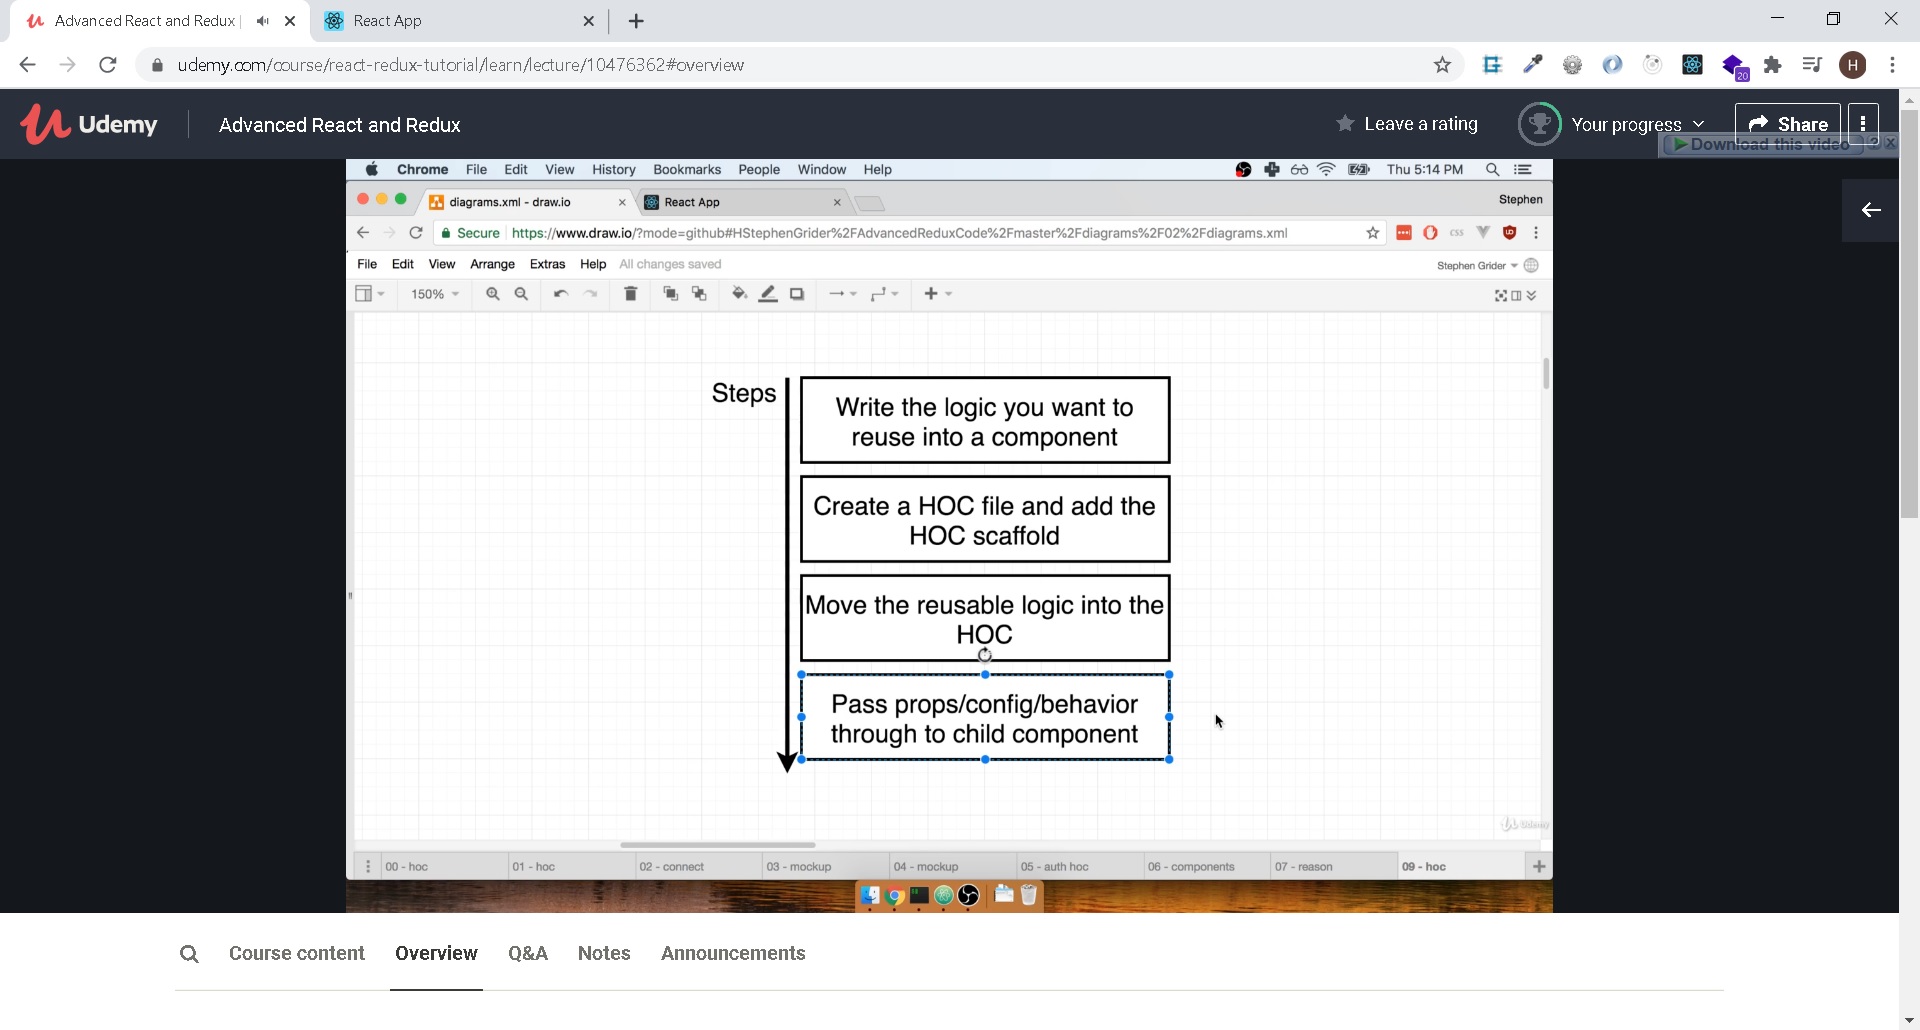 Advanced React and Redux
React App
udemy.com/course/react-redux-tutorial/learn/lecture/10476362#overview
20
H
Udemy
Advanced React and Redux
Leave a rating
Your progress
Share
Download this video
Chrome File Edit View History Bookmarks People Window Help
Thu 5:14 PM
diagrams.xml - draw.io
React App
Stephen
Secure https://www.draw.io/?mode=github#HStephenGrider%2FAdvancedReduxCode%2Fmaster%2Fdiagrams%2F02%2Fdiagrams.xml
CSS
File Edit View Arrange Extras Help All changes saved
Stephen Grider
150%
Steps
Write the logic you want to
reuse into a component
Create a HOC file and add the
HOC scaffold
Move the reusable logic into the
HOC
Pass props/config/behavior
through to child component
Udemy
00 - hoc
01 - hoc
02 - connect
03 - mockup
04 - mockup
05 - auth hoc
06 - components
07 - reason
09 - hoc
Course content
Overview
Q&A
Notes
Announcements